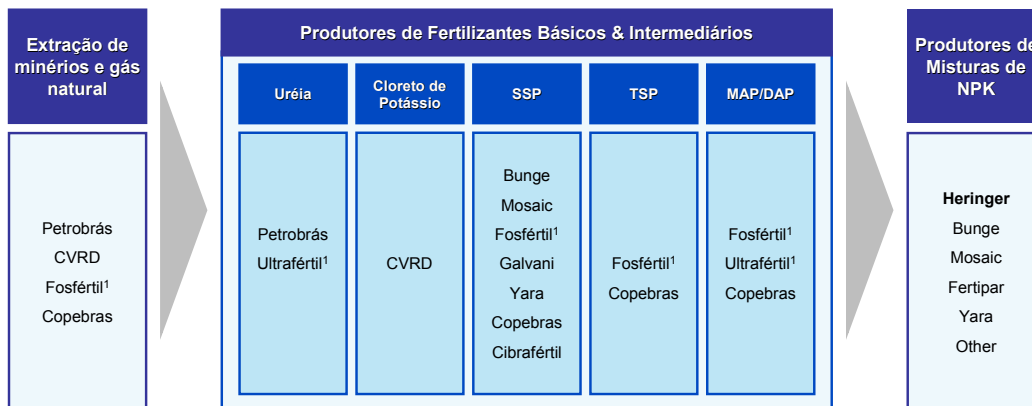 Extração de
minérios e gás
natural
Petrobrás
CVRD
Fosfértil¹
Copebras
Produtores de Fertilizantes Básicos & Intermediários
Uréia
Petrobrás
Ultrafértil¹
Cloreto de
Potássio
CVRD
SSP
Bunge
Mosaic
Fosfértil¹
Galvani
Yara
Copebras
Cibrafértil
TSP
Fosfértil¹
Copebras
MAP/DAP
Fosfértil¹
Ultrafértil¹
Copebras
Produtores de
Misturas de
NPK
Heringer
Bunge
Mosaic
Fertipar
Yara
Other